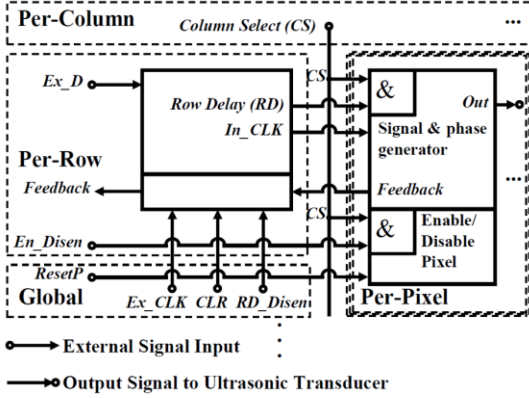 Per-Column
Column Select (CS)
...
Ex_D
CS
&
Out
Row Delay (RD)
In_CLK
Signal & phase
generator
Per-Row
...
Feedback
Feedback
CS
&
Enable/
Disable
Pixel
En_Disen
ResetP
Global
Ex_CLK CLR RD_Disen
Per-Pixel
External Signal Input
Output Signal to Ultrasonic Transducer